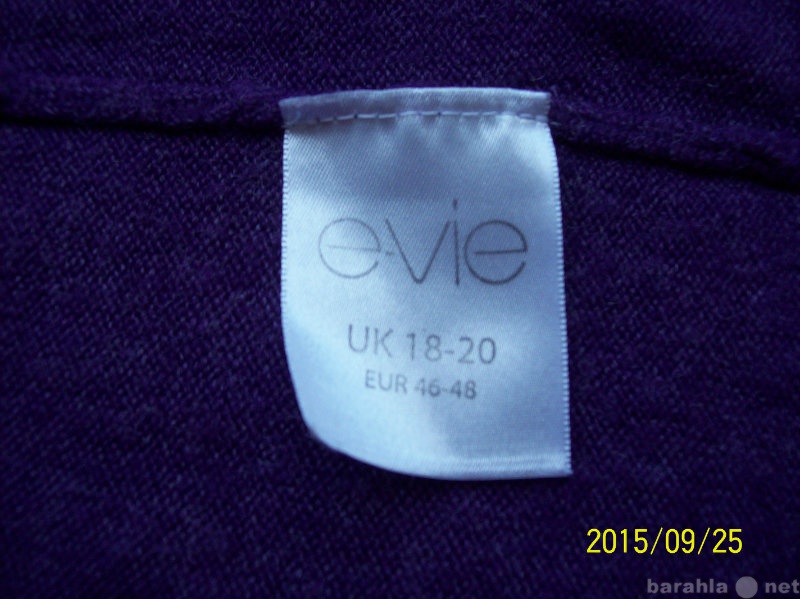 e-vie
UK 18-20
EUR 46-48
2015/09/25
barahla net